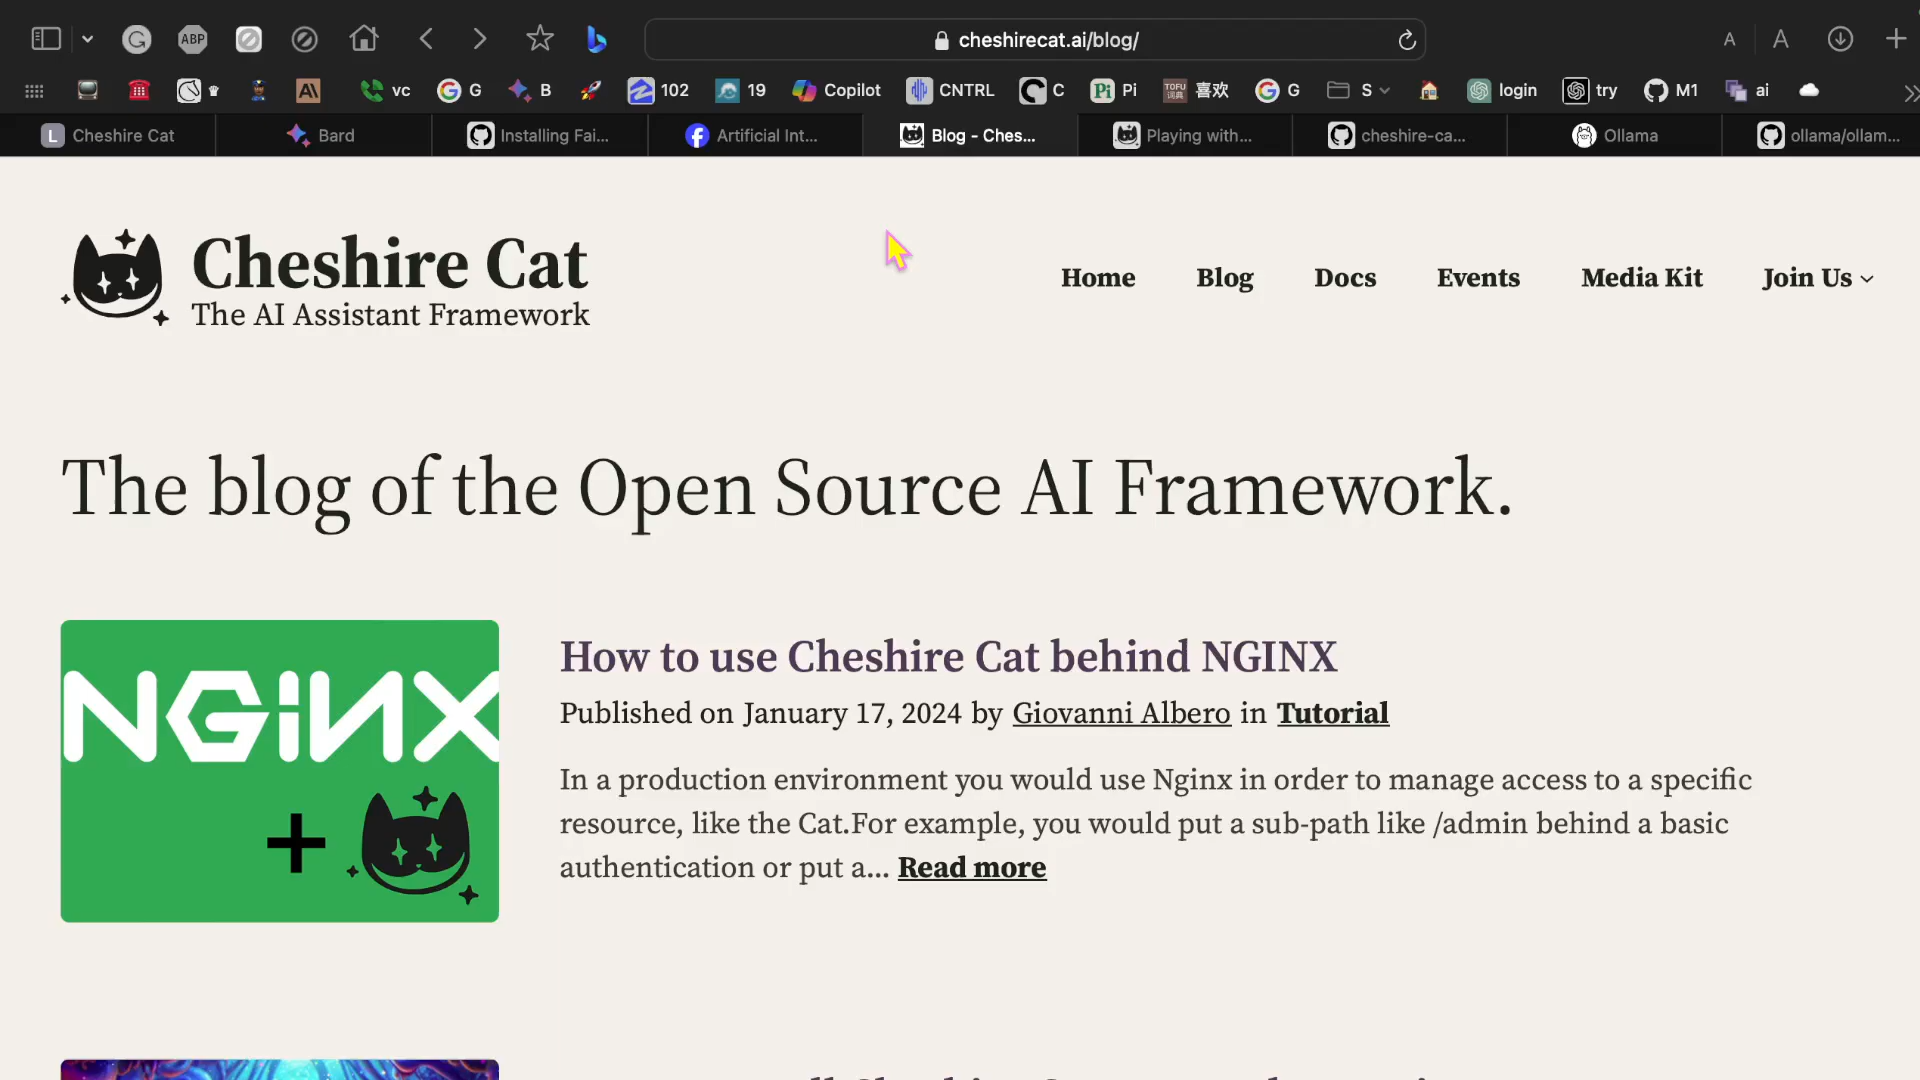 ABP
cheshirecat.ai/blog/
A A
vc G B 102 19 Copilot CNTRL C Pi 喜欢 G S login try M1 ai
L Cheshire Cat Bard Installing Fai... Artificial Int... Blog - Ches... Playing with... cheshire-ca... Ollama ollama/ollam...
Cheshire Cat
The AI Assistant Framework
Home Blog Docs Events Media Kit Join Us
The blog of the Open Source AI Framework.
NGINX
+
How to use Cheshire Cat behind NGINX
Published on January 17, 2024 by Giovanni Albero in Tutorial
In a production environment you would use Nginx in order to manage access to a specific
resource, like the Cat.For example, you would put a sub-path like /admin behind a basic
authentication or put a... Read more